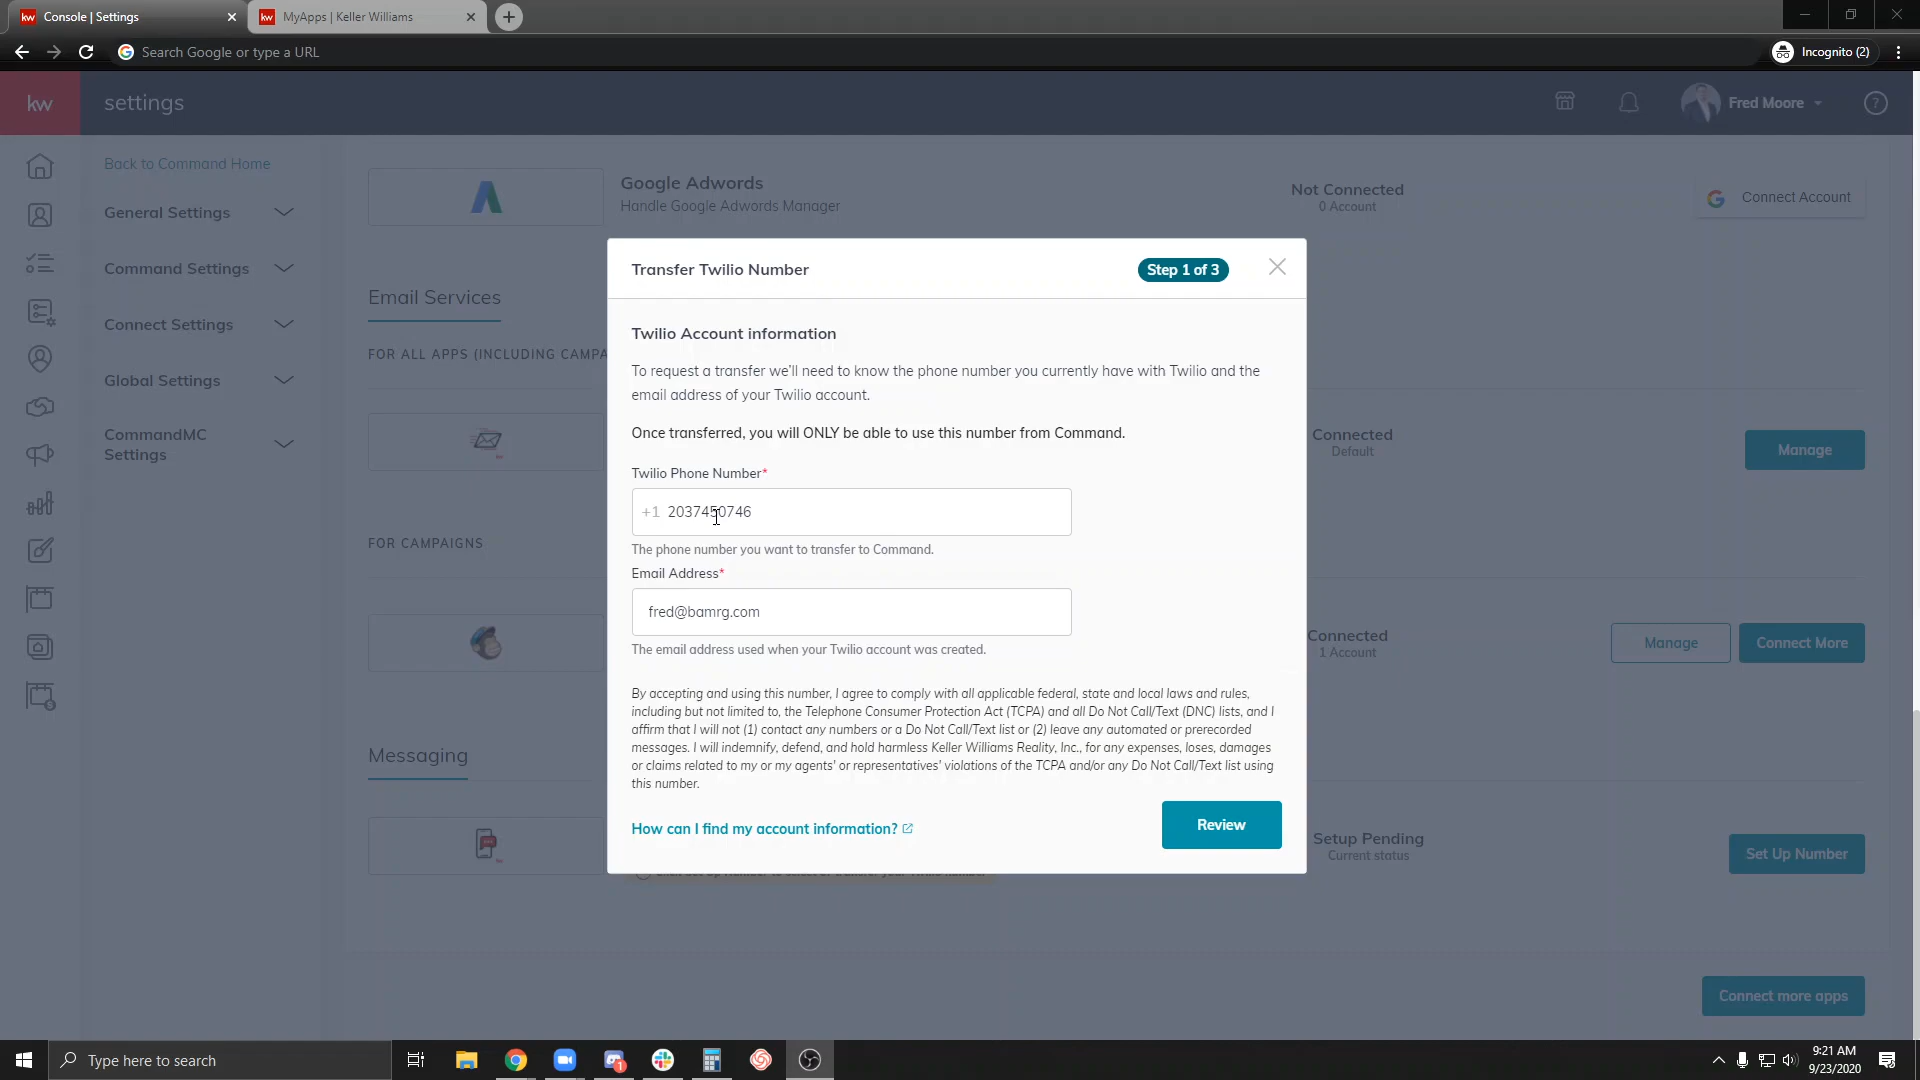 kw Console | Settings
kw MyApps | Keller Williams
Search Google or type a URL
Incognito (2)
kw
settings
Fred Moore
?
Back to Command Home
General Settings
Command Settings
Connect Settings
Global Settings
CommandMC
Settings
Google Adwords
Handle Google Adwords Manager
Not Connected
0 Account
Connect Account
Email Services
FOR ALL APPS (INCLUDING CAMPA
Connected
Default
Manage
FOR CAMPAIGNS
Connected
1 Account
Manage
Connect More
Messaging
Setup Pending
Current status
Set Up Number
Connect more apps
Transfer Twilio Number
Step 1 of 3
Twilio Account information
To request a transfer we'll need to know the phone number you currently have with Twilio and the
email address of your Twilio account.
Once transferred, you will ONLY be able to use this number from Command.
Twilio Phone Number*
+1 2037450746
The phone number you want to transfer to Command.
Email Address*
fred@bamrg.com
The email address used when your Twilio account was created.
By accepting and using this number, I agree to comply with all applicable federal, state and local laws and rules,
including but not limited to, the Telephone Consumer Protection Act (TCPA) and all Do Not Call/Text (DNC) lists, and I
affirm that I will not (1) contact any numbers or a Do Not Call/Text list or (2) leave any automated or prerecorded
messages. I will indemnify, defend, and hold harmless Keller Williams Reality, Inc., for any expenses, loses, damages
or claims related to my or my agents' or representatives' violations of the TCPA and/or any Do Not Call/Text list using
this number.
How can I find my account information?
Review
Type here to search
1
9:21 AM
9/23/2020